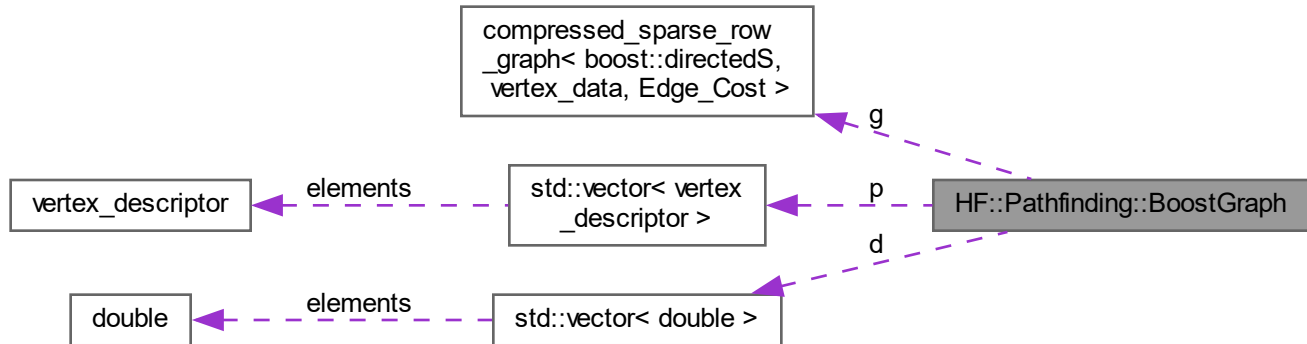 compressed_sparse_row
_graph< boost::directedS,
vertex_data, Edge_Cost >
g
vertex_descriptor
elements
std::vector< vertex
_descriptor >
p
HF::Pathfinding::BoostGraph
d
double
elements
std::vector< double >